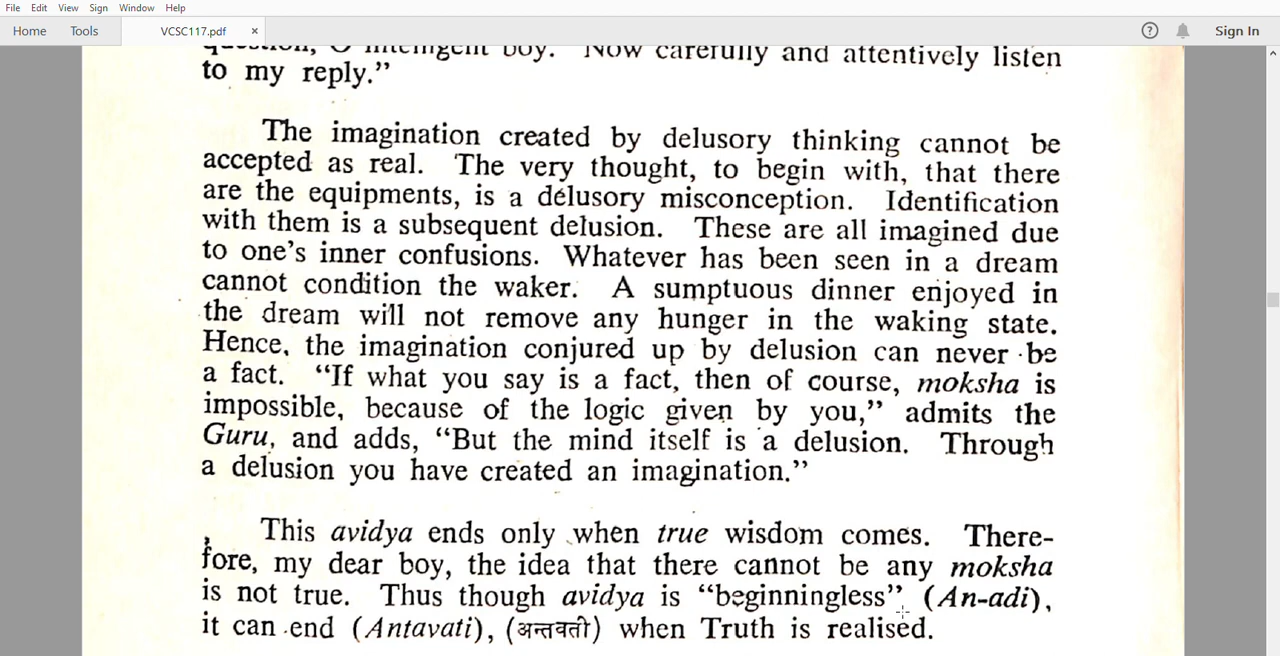 File Edit View Sign Window Help
Home Tools VCSC117.pdf × Sign In
question, O intelligent boy. Now carefully and attentively listen
to my reply.”
The imagination created by delusory thinking cannot be
accepted as real. The very thought, to begin with, that there
are the equipments, is a delusory misconception. Identification
with them is a subsequent delusion. These are all imagined due
to one’s inner confusions. Whatever has been seen in a dream
cannot condition the waker. A sumptuous dinner enjoyed in
the dream will not remove any hunger in the waking state.
Hence, the imagination conjured up by delusion can never be
a fact. “If what you say is a fact, then of course, moksha is
impossible, because of the logic given by you,” admits the
Guru, and adds, “But the mind itself is a delusion. Through
a delusion you have created an imagination.”
This avidya ends only when true wisdom comes. There-
fore, my dear boy, the idea that there cannot be any moksha
is not true. Thus though avidya is “beginningless”, (An-adi),
it can end (Antavati), (अन्तवती) when Truth is realised.